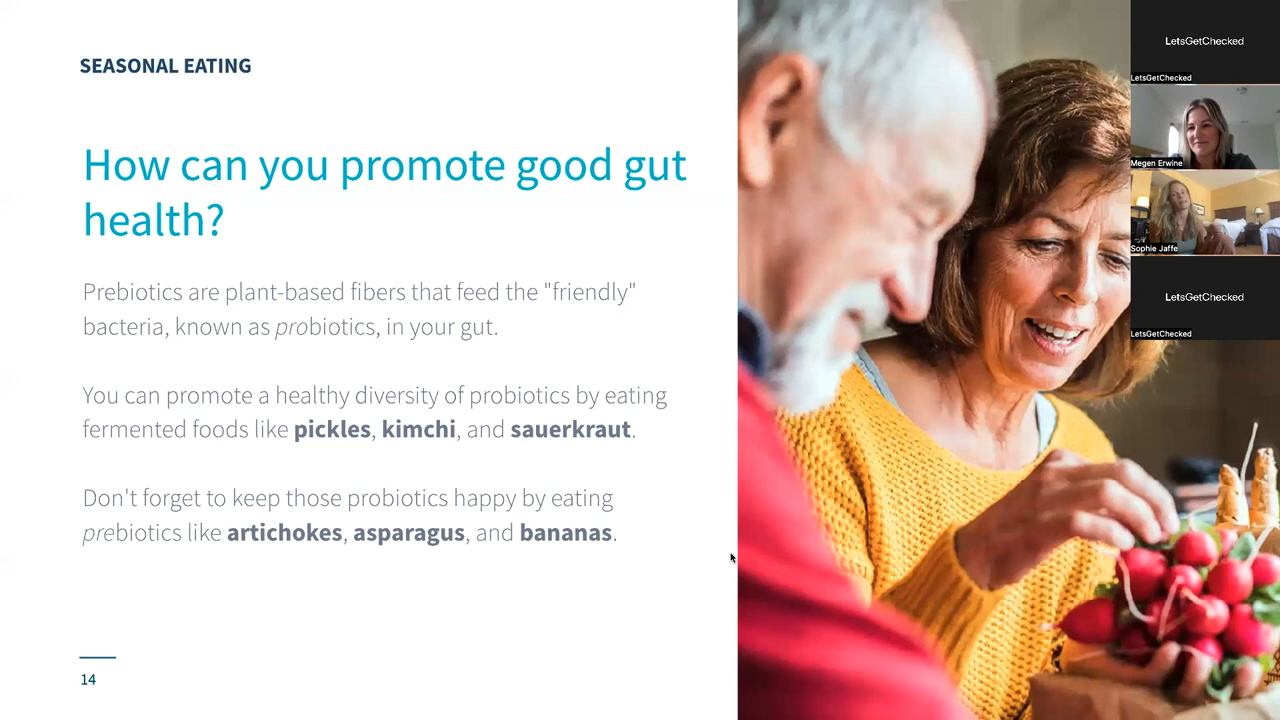 SEASONAL EATING
How can you promote good gut
health?
Prebiotics are plant-based fibers that feed the "friendly"
bacteria, known as probiotics, in your gut.
You can promote a healthy diversity of probiotics by eating
fermented foods like pickles, kimchi, and sauerkraut.
Don't forget to keep those probiotics happy by eating
prebiotics like artichokes, asparagus, and bananas.
14
LetsGetChecked
LetsGetChecked
Megen Erwine
Sophie Jaffe
LetsGetChecked
LetsGetChecked